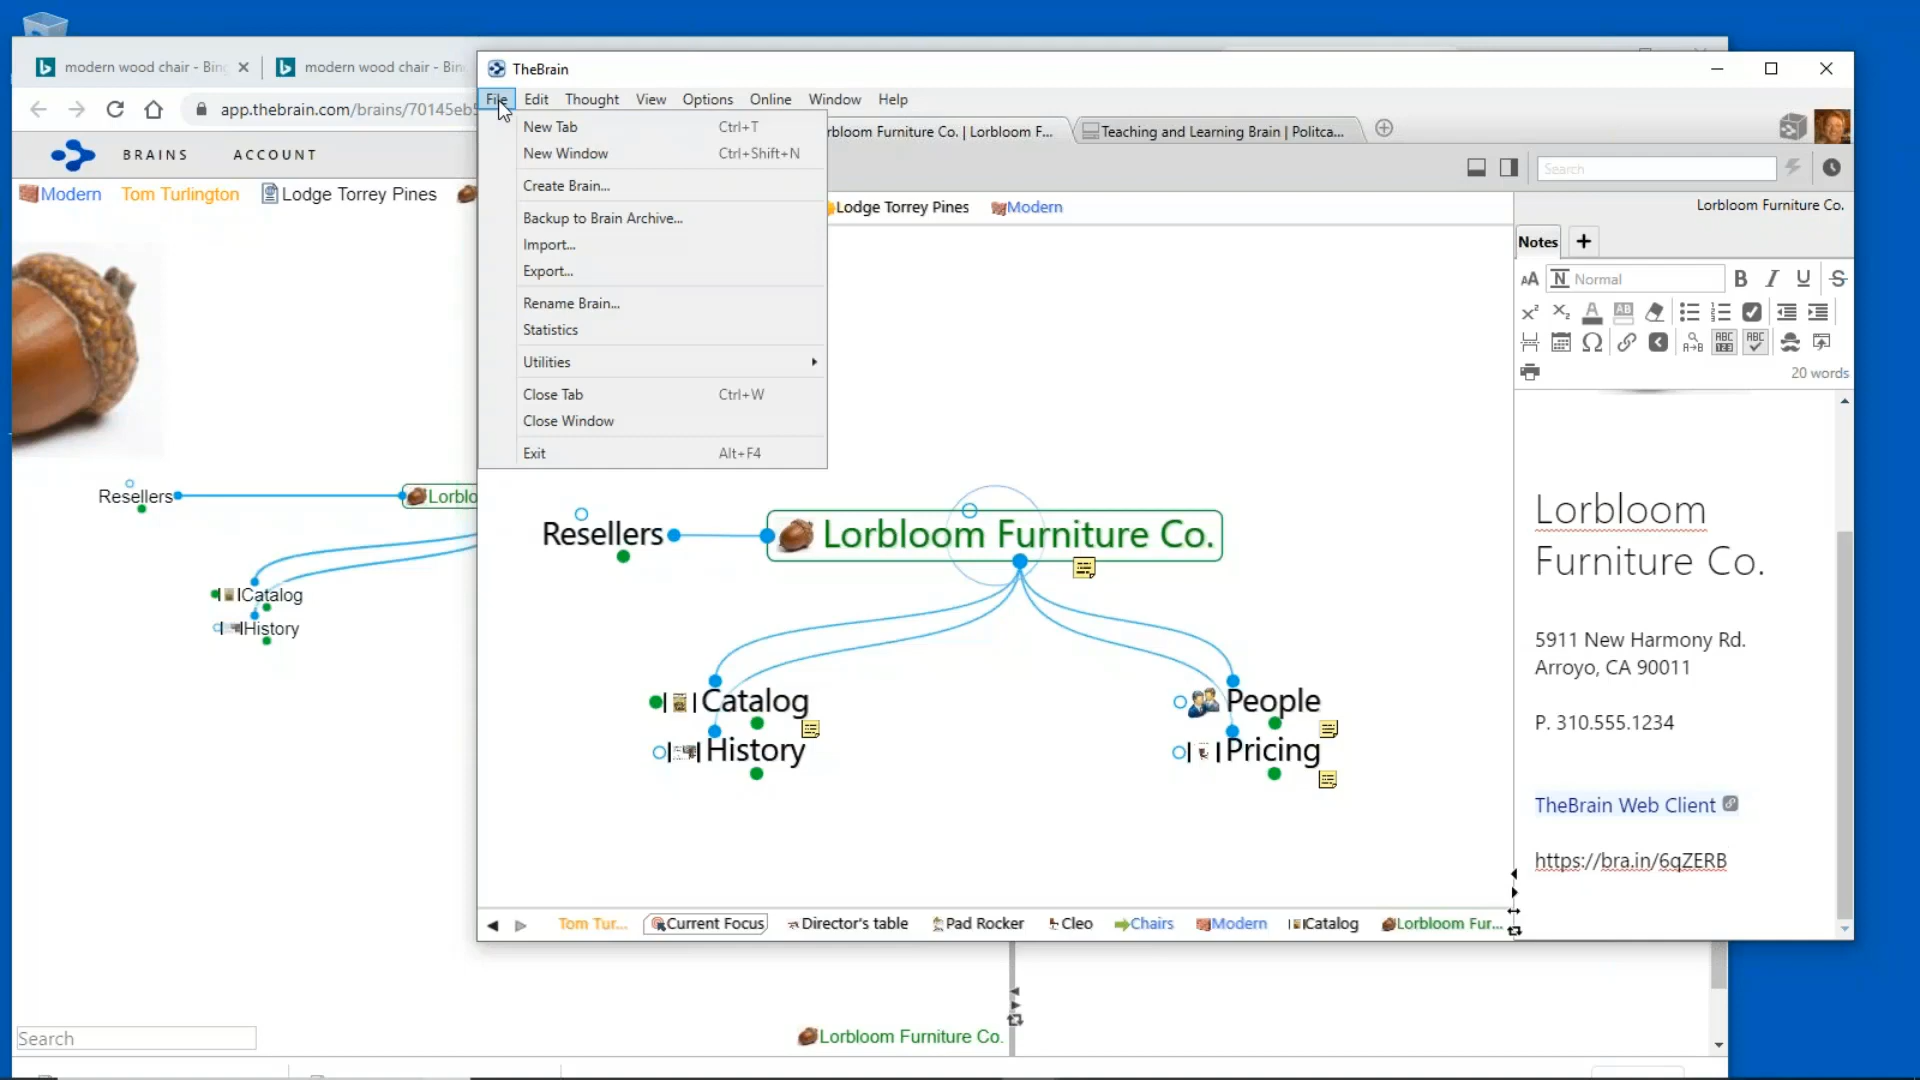 modern wood chair - Bing
modern wood chair - Bin
app.thebrain.com/brains/70145eb5
BRAINS
ACCOUNT
Modern
Tom Turlington
Lodge Torrey Pines
Resellers
Lorblo
Catalog
History
Search
Lorbloom Furniture Co.
TheBrain
File Edit Thought View Options Online Window Help
New Tab Ctrl+T
New Window Ctrl+Shift+N
Create Brain...
Backup to Brain Archive...
Import...
Export...
Rename Brain...
Statistics
Utilities
Close Tab Ctrl+W
Close Window
Exit Alt+F4
rbloom Furniture Co. | Lorbloom F...
Teaching and Learning Brain | Politca...
Search
Lodge Torrey Pines
Modern
Resellers
Lorbloom Furniture Co.
Catalog
History
People
Pricing
Tom Tur...
Current Focus
Director's table
Pad Rocker
Cleo
Chairs
Modern
Catalog
Lorbloom Fur...
Lorbloom Furniture Co.
Notes
Normal
20 words
Lorbloom
Furniture Co.
5911 New Harmony Rd.
Arroyo, CA 90011
P. 310.555.1234
TheBrain Web Client
https://bra.in/6qZERB